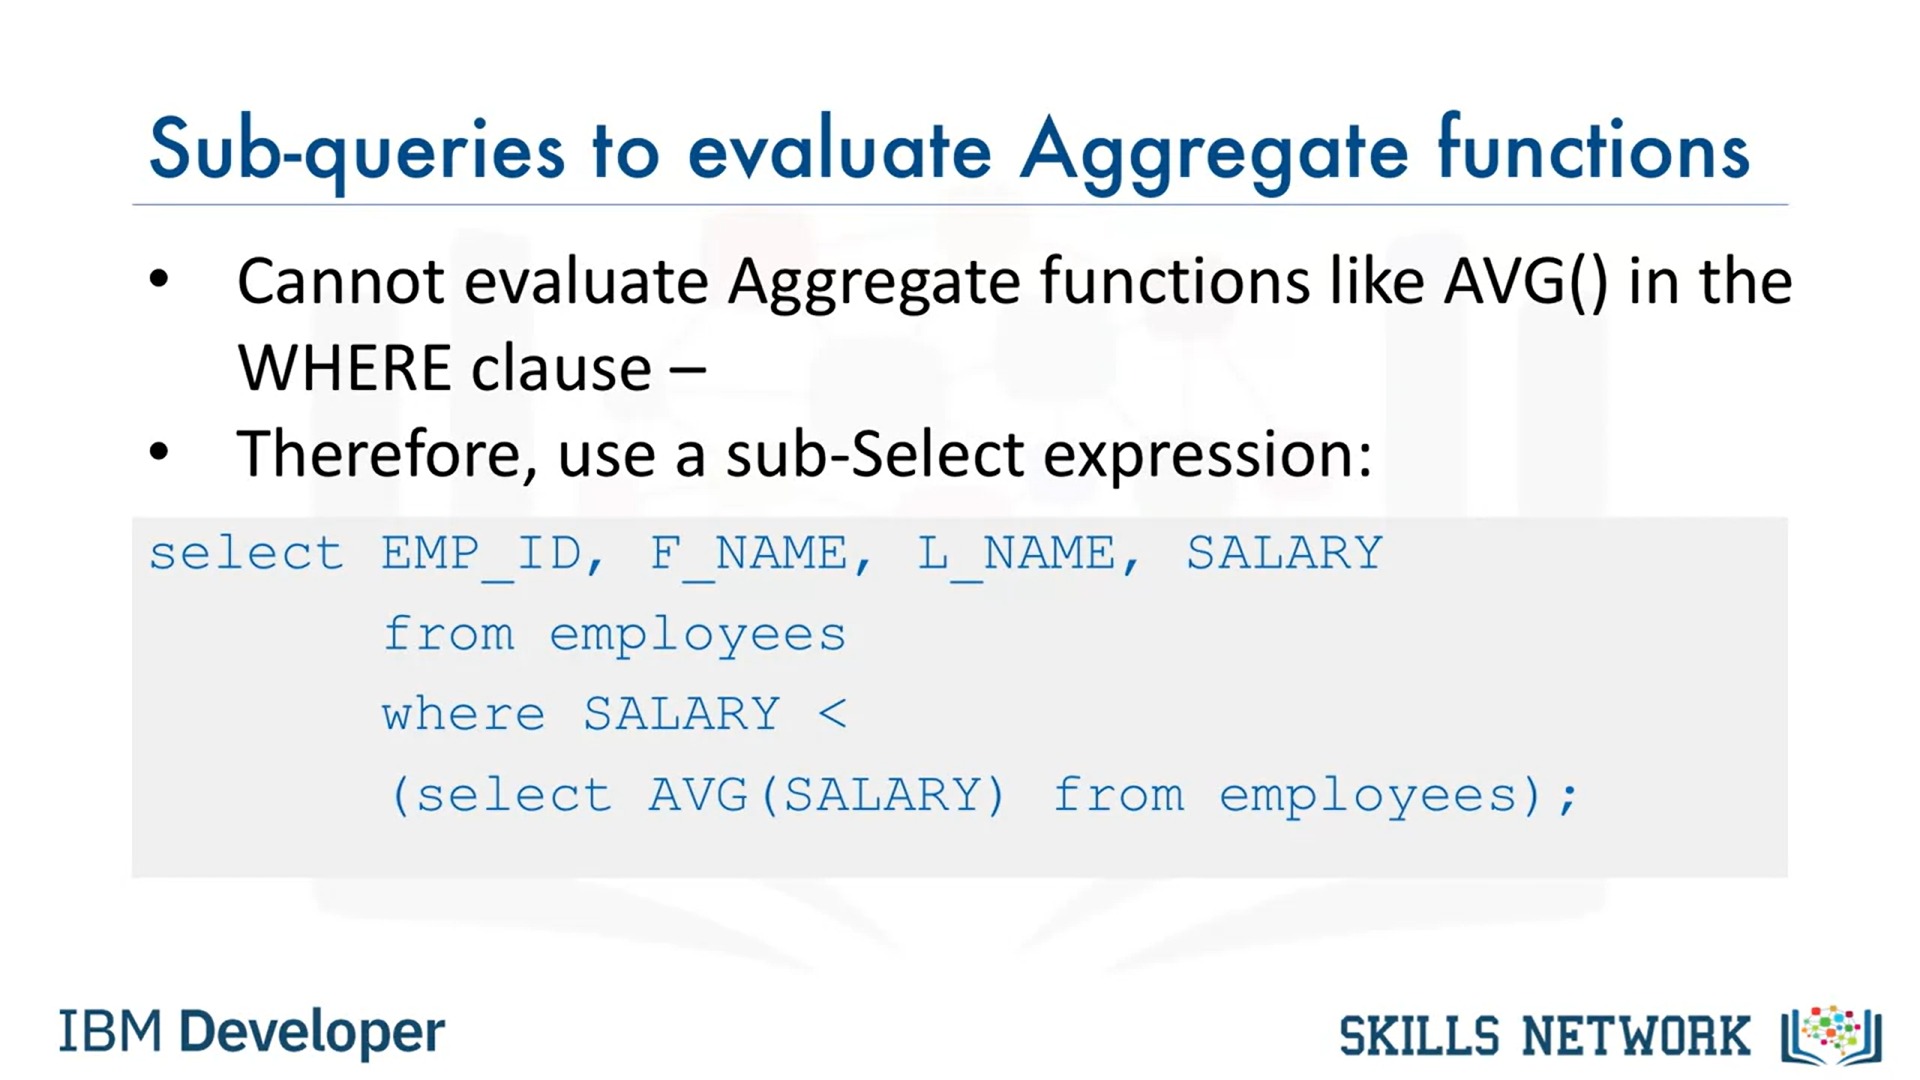 Sub-queries to evaluate Aggregate functions
• Cannot evaluate Aggregate functions like AVG() in the
WHERE clause –
• Therefore, use a sub-Select expression:
select EMP_ID, F_NAME, L_NAME, SALARY
from employees
where SALARY <
(select AVG(SALARY) from employees);
IBM Developer
SKILLS NETWORK